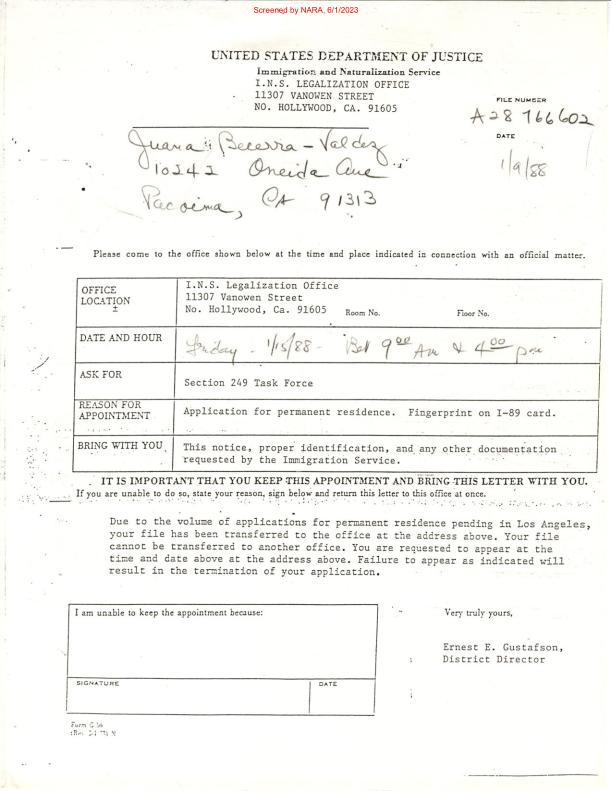 Screened by NARA, 6/1/2023
UNITED STATES DEPARTMENT OF JUSTICE
Immigration and Naturalization Service
I.N.S. LEGALIZATION OFFICE
11307 VANOWEN STREET
NO. HOLLYWOOD, CA. 91605
FILE NUMBER
A28 766602
DATE
1/9/88
Juana Becerra-Valdez
10242 Oneida Ave
Pacoima, CA 91313
Please come to the office shown below at the time and place indicated in connection with an official matter.
OFFICE LOCATION
I.N.S. Legalization Office
11307 Vanowen Street
No. Hollywood, Ca. 91605 Room No. Floor No.
DATE AND HOUR
Friday - 1/15/88 - Bet 9 00 Am & 4 00 pm
ASK FOR
Section 249 Task Force
REASON FOR APPOINTMENT
Application for permanent residence. Fingerprint on I-89 card.
BRING WITH YOU
This notice, proper identification, and any other documentation
requested by the Immigration Service.
IT IS IMPORTANT THAT YOU KEEP THIS APPOINTMENT AND BRING THIS LETTER WITH YOU.
If you are unable to do so, state your reason, sign below and return this letter to this office at once.
Due to the volume of applications for permanent residence pending in Los Angeles,
your file has been transferred to the office at the address above. Your file
cannot be transferred to another office. You are requested to appear at the
time and date above at the address above. Failure to appear as indicated will
result in the termination of your application.
I am unable to keep the appointment because:
SIGNATURE
DATE
Very truly yours,
Ernest E. Gustafson,
District Director
Form G-56